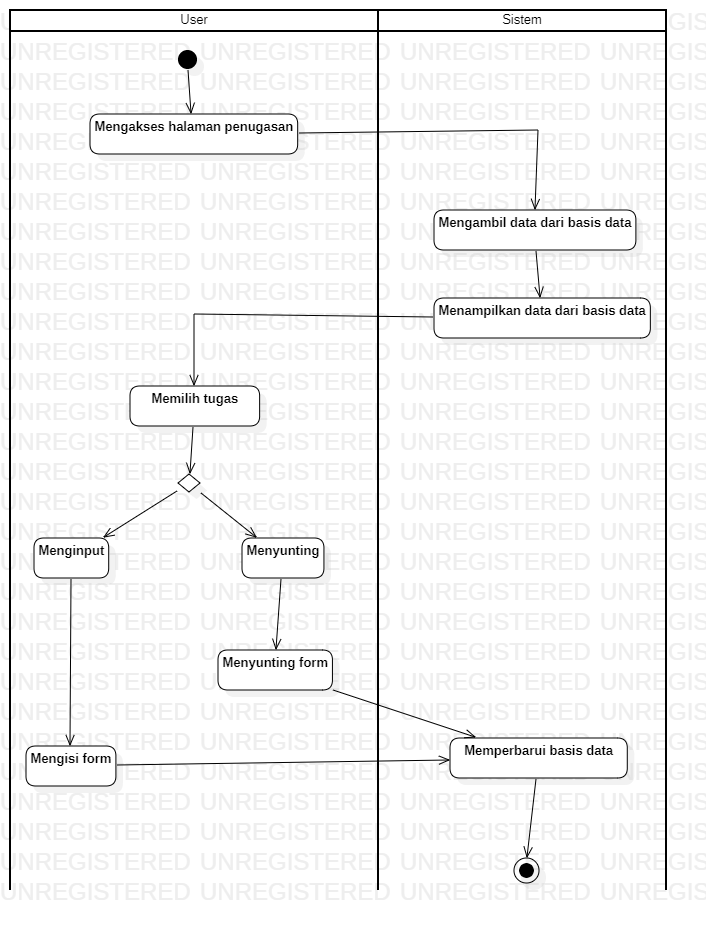 User
Sistem
Mengakses halaman penugasan
Mengambil data dari basis data
Menampilkan data dari basis data
Memilih tugas
Menginput
Menyunting
Menyunting form
Mengisi form
Memperbarui basis data
UNREGISTERED